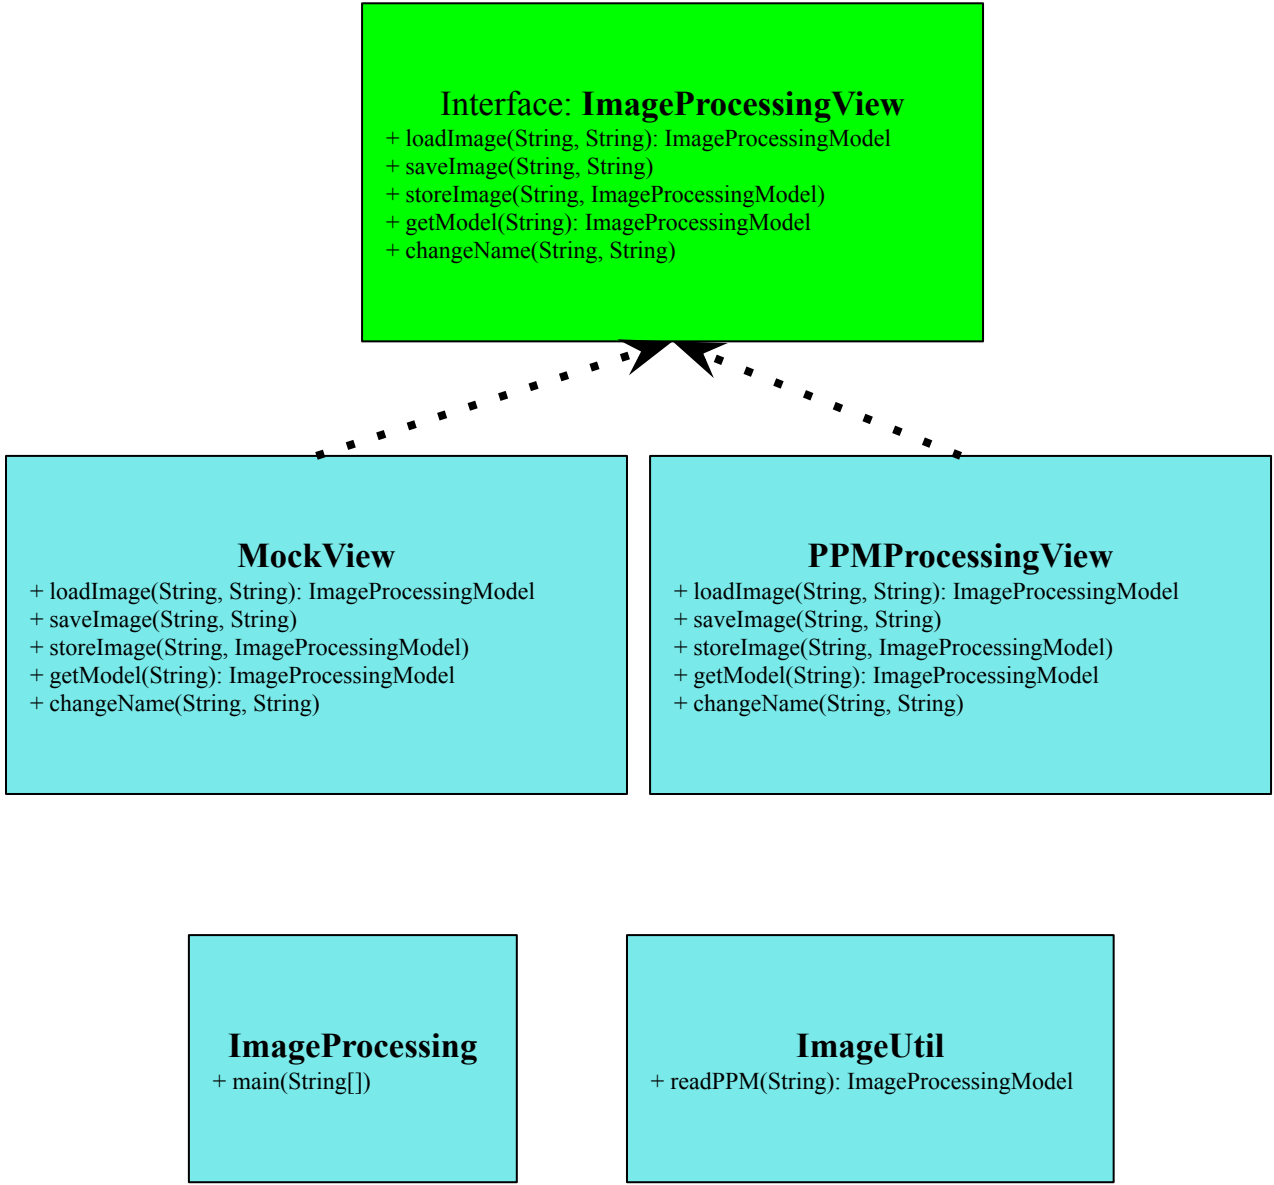 Interface: ImageProcessingView
+ loadImage(String, String): ImageProcessingModel
+ saveImage(String, String)
+ storeImage(String, ImageProcessingModel)
+ getModel(String): ImageProcessingModel
+ changeName(String, String)
MockView
+ loadImage(String, String): ImageProcessingModel
+ saveImage(String, String)
+ storeImage(String, ImageProcessingModel)
+ getModel(String): ImageProcessingModel
+ changeName(String, String)
PPMProcessingView
+ loadImage(String, String): ImageProcessingModel
+ saveImage(String, String)
+ storeImage(String, ImageProcessingModel)
+ getModel(String): ImageProcessingModel
+ changeName(String, String)
ImageProcessing
+ main(String[])
ImageUtil
+ readPPM(String): ImageProcessingModel